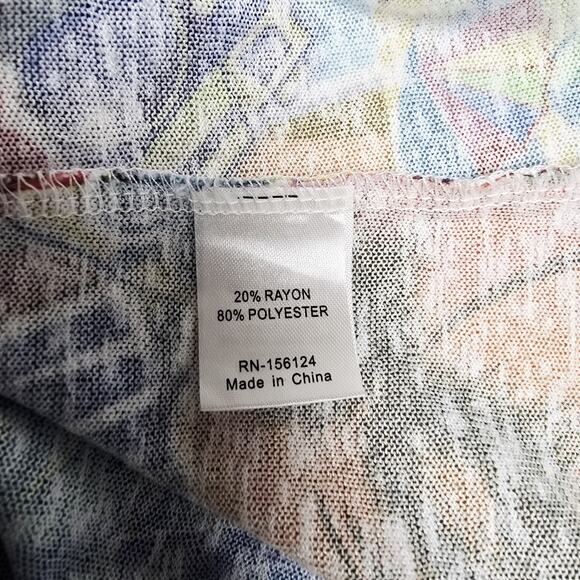 20% RAYON
80% POLYESTER
RN-156124
Made in China